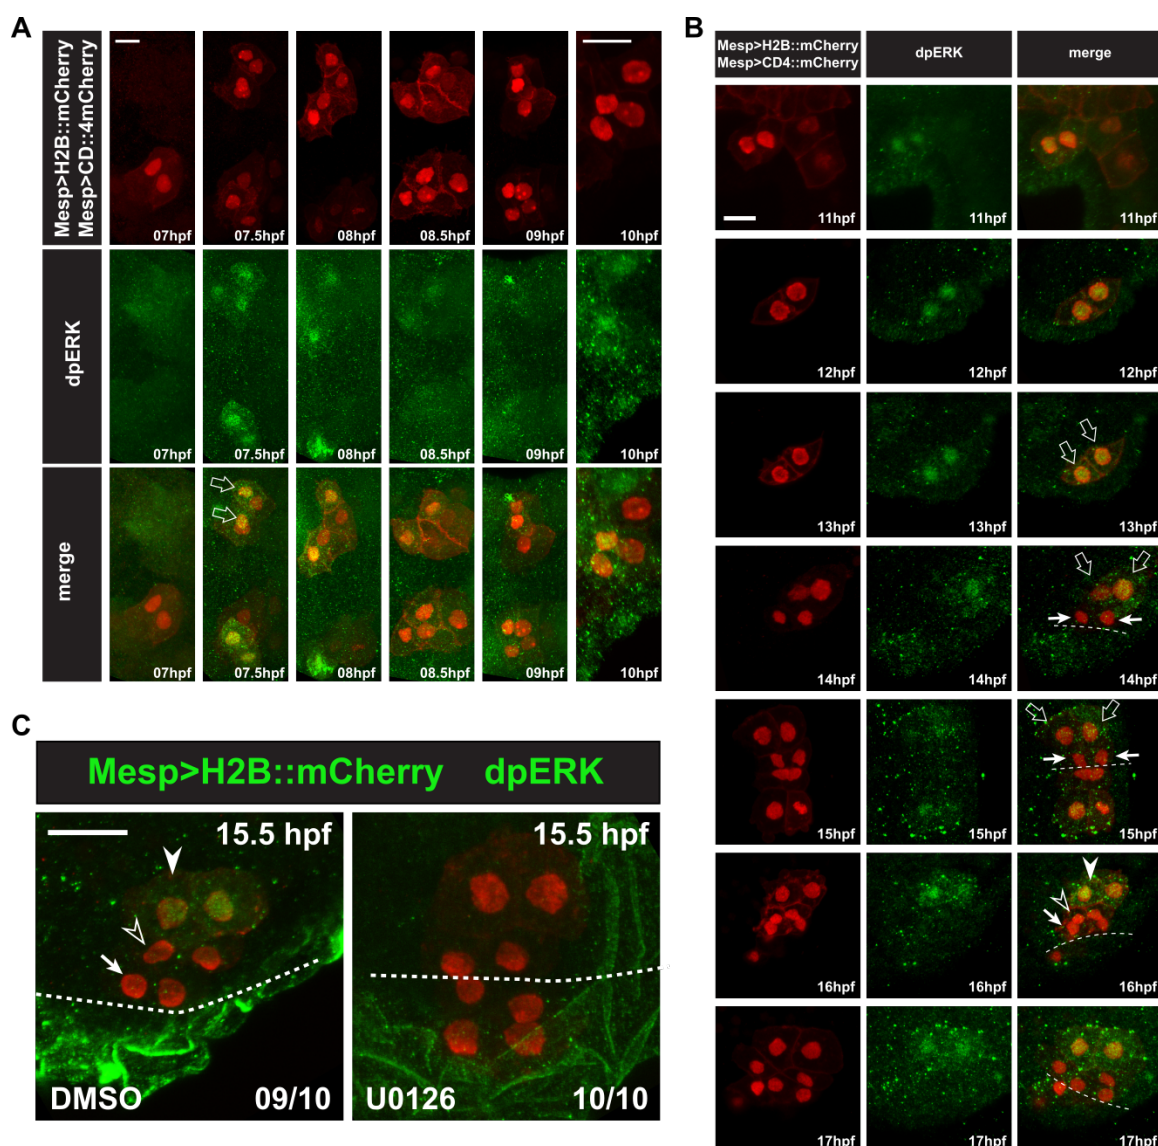 A
Mesp>H2B::mCherry
Mesp>CD::4mCherry
07hpf
07.5hpf
08hpf
08.5hpf
09hpf
10hpf
dpERK
07hpf
07.5hpf
08hpf
08.5hpf
09hpf
10hpf
merge
07hpf
07.5hpf
08hpf
08.5hpf
09hpf
10hpf
B
Mesp>H2B::mCherry
Mesp>CD4::mCherry
dpERK
merge
11hpf
11hpf
11hpf
12hpf
12hpf
12hpf
13hpf
13hpf
13hpf
14hpf
14hpf
14hpf
15hpf
15hpf
15hpf
16hpf
16hpf
16hpf
17hpf
17hpf
17hpf
C
Mesp>H2B::mCherry dpERK
15.5 hpf
DMSO
09/10
15.5 hpf
U0126
10/10